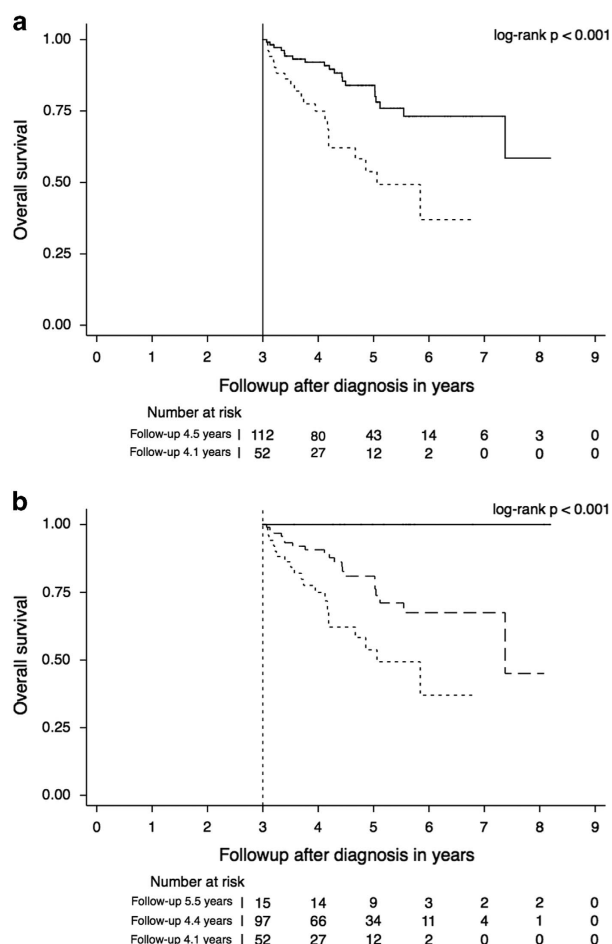 a
log-rank p < 0.001
1.00
0.75
0.50
0.25
0.00
Overall survival
0 1 2 3 4 5 6 7 8 9
Followup after diagnosis in years
Number at risk
Follow-up 4.5 years | 112 80 43 14 6 3 0
Follow-up 4.1 years | 52 27 12 2 0 0 0
b
log-rank p < 0.001
1.00
0.75
0.50
0.25
0.00
Overall survival
0 1 2 3 4 5 6 7 8 9
Followup after diagnosis in years
Number at risk
Follow-up 5.5 years | 15 14 9 3 2 2 0
Follow-up 4.4 years | 97 66 34 11 4 1 0
Follow-up 4.1 years | 52 27 12 2 0 0 0